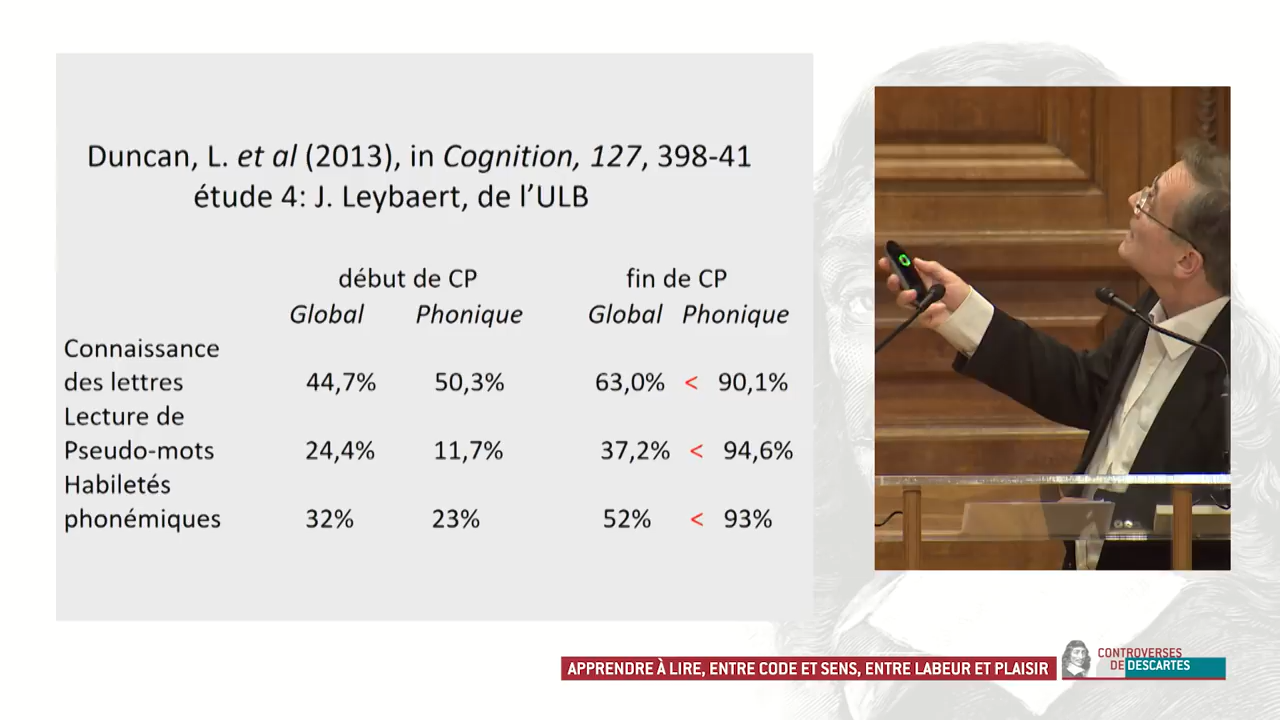 Duncan, L. et al (2013), in Cognition, 127, 398-41
étude 4: J. Leybaert, de l'ULB
début de CP fin de CP
Global Phonique Global Phonique
Connaissance
des lettres 44,7% 50,3% 63,0% < 90,1%
Lecture de
Pseudo-mots 24,4% 11,7% 37,2% < 94,6%
Habiletés
phonémiques 32% 23% 52% < 93%
APPRENDRE À LIRE, ENTRE CODE ET SENS, ENTRE LABEUR ET PLAISIR
CONTROVERSES
DE DESCARTES